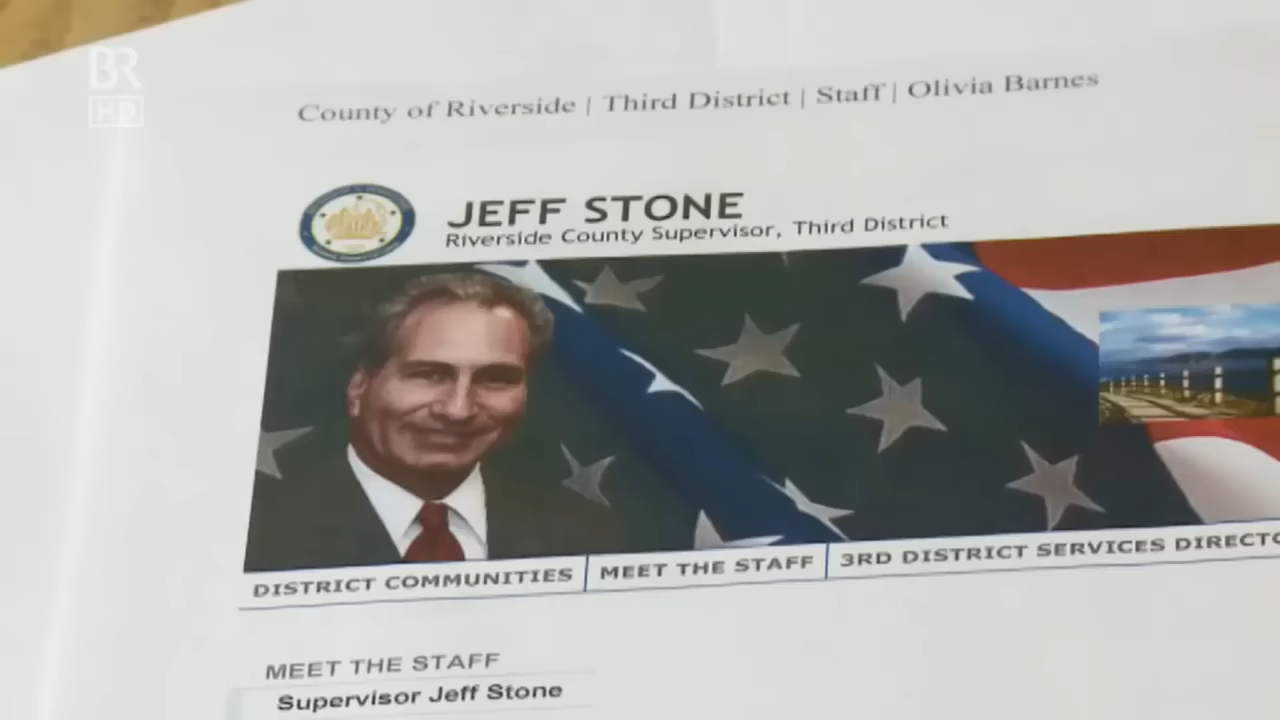 BR
HD
County of Riverside | Third District | Staff | Olivia Barnes
JEFF STONE
Riverside County Supervisor, Third District
DISTRICT COMMUNITIES | MEET THE STAFF | 3RD DISTRICT SERVICES DIRECTO
MEET THE STAFF
Supervisor Jeff Stone